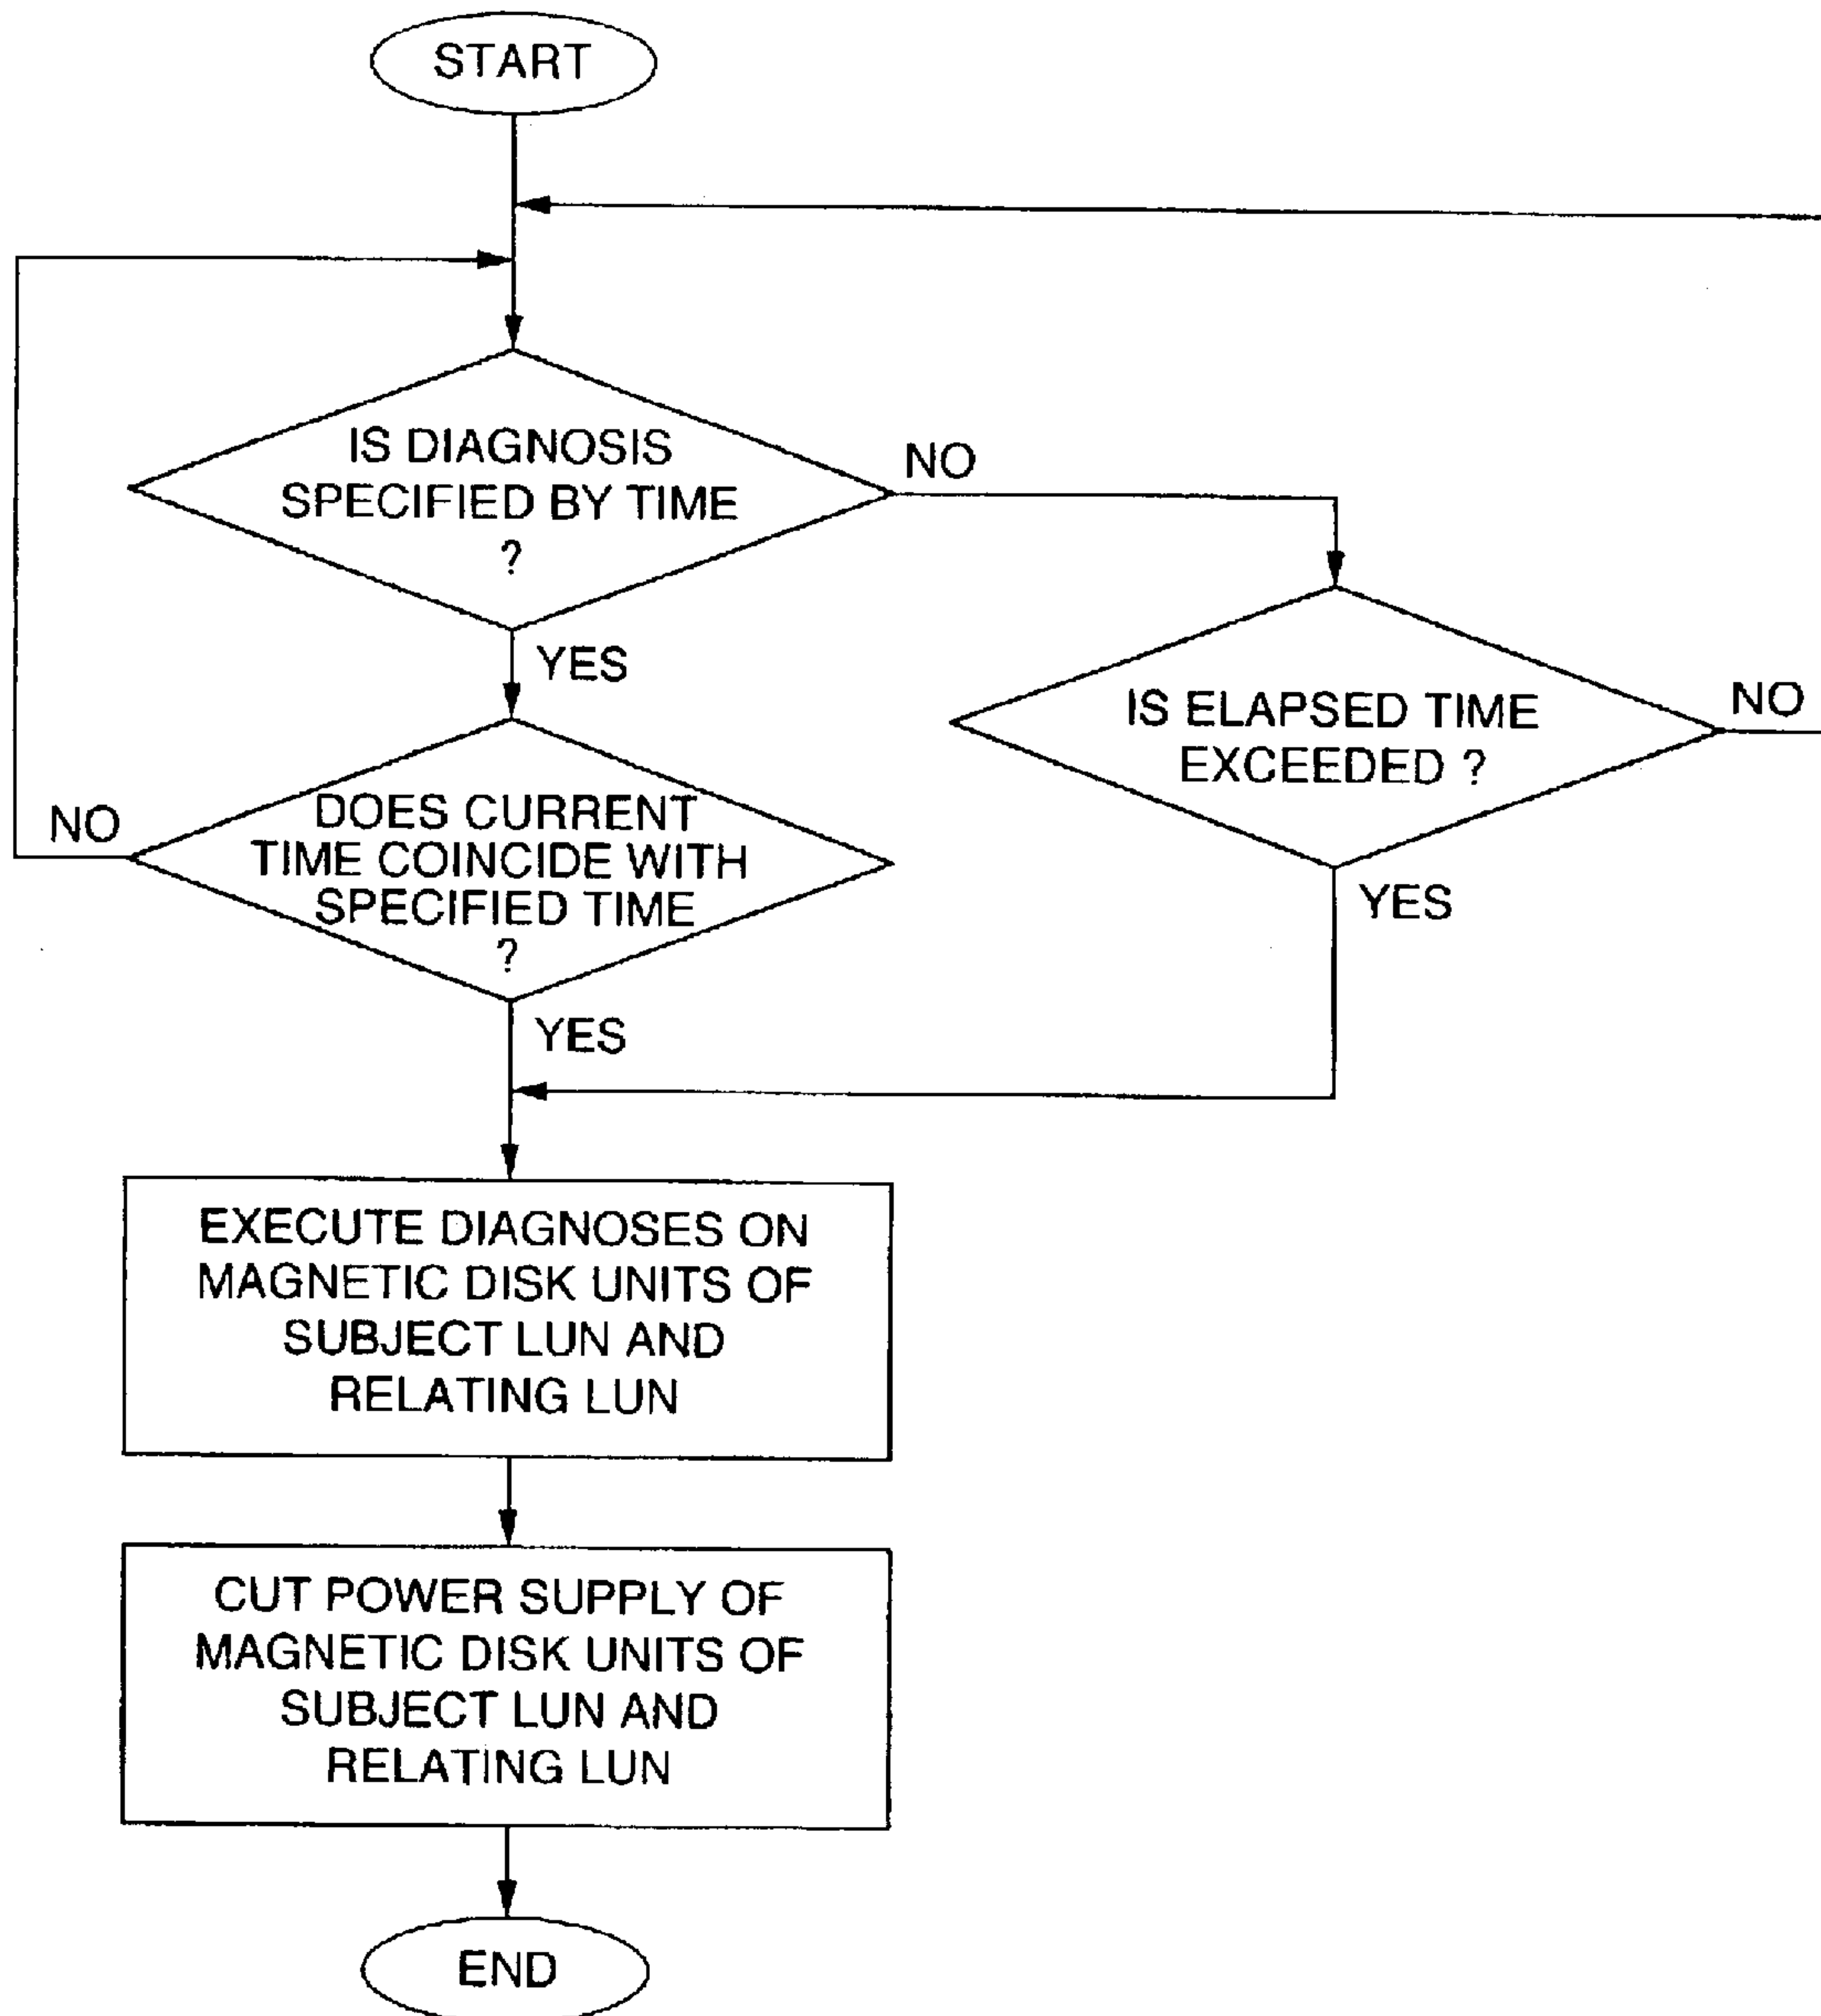 START
IS DIAGNOSIS
SPECIFIED BY TIME
?
NO
YES
IS ELAPSED TIME
EXCEEDED ?
NO
YES
DOES CURRENT
TIME COINCIDE WITH
SPECIFIED TIME
?
NO
YES
EXECUTE DIAGNOSES ON
MAGNETIC DISK UNITS OF
SUBJECT LUN AND
RELATING LUN
CUT POWER SUPPLY OF
MAGNETIC DISK UNITS OF
SUBJECT LUN AND
RELATING LUN
END